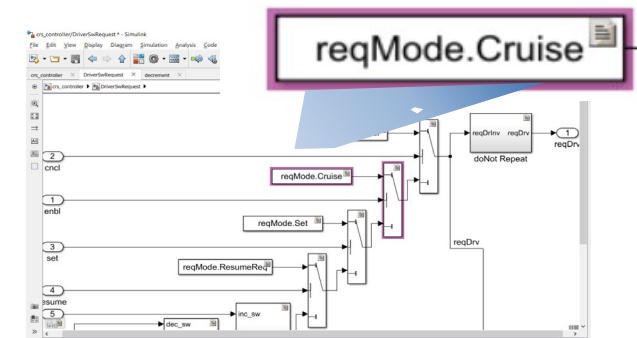 reqMode.Cruise
crs_controller/DriverSwRequest * - Simulink
File Edit View Display Diagram Simulation Analysis Code
crs_controller × DriverSwRequest × decrement ×
crs_controller DriverSwRequest
2
cncl
reqMode.Cruise
1
enbl
reqMode.Set
3
set
reqMode.ResumeReq
4
esume
5
dec_sw
inc_sw
reqDrInv reqDrv
doNot Repeat
1
reqDrv
reqDrv